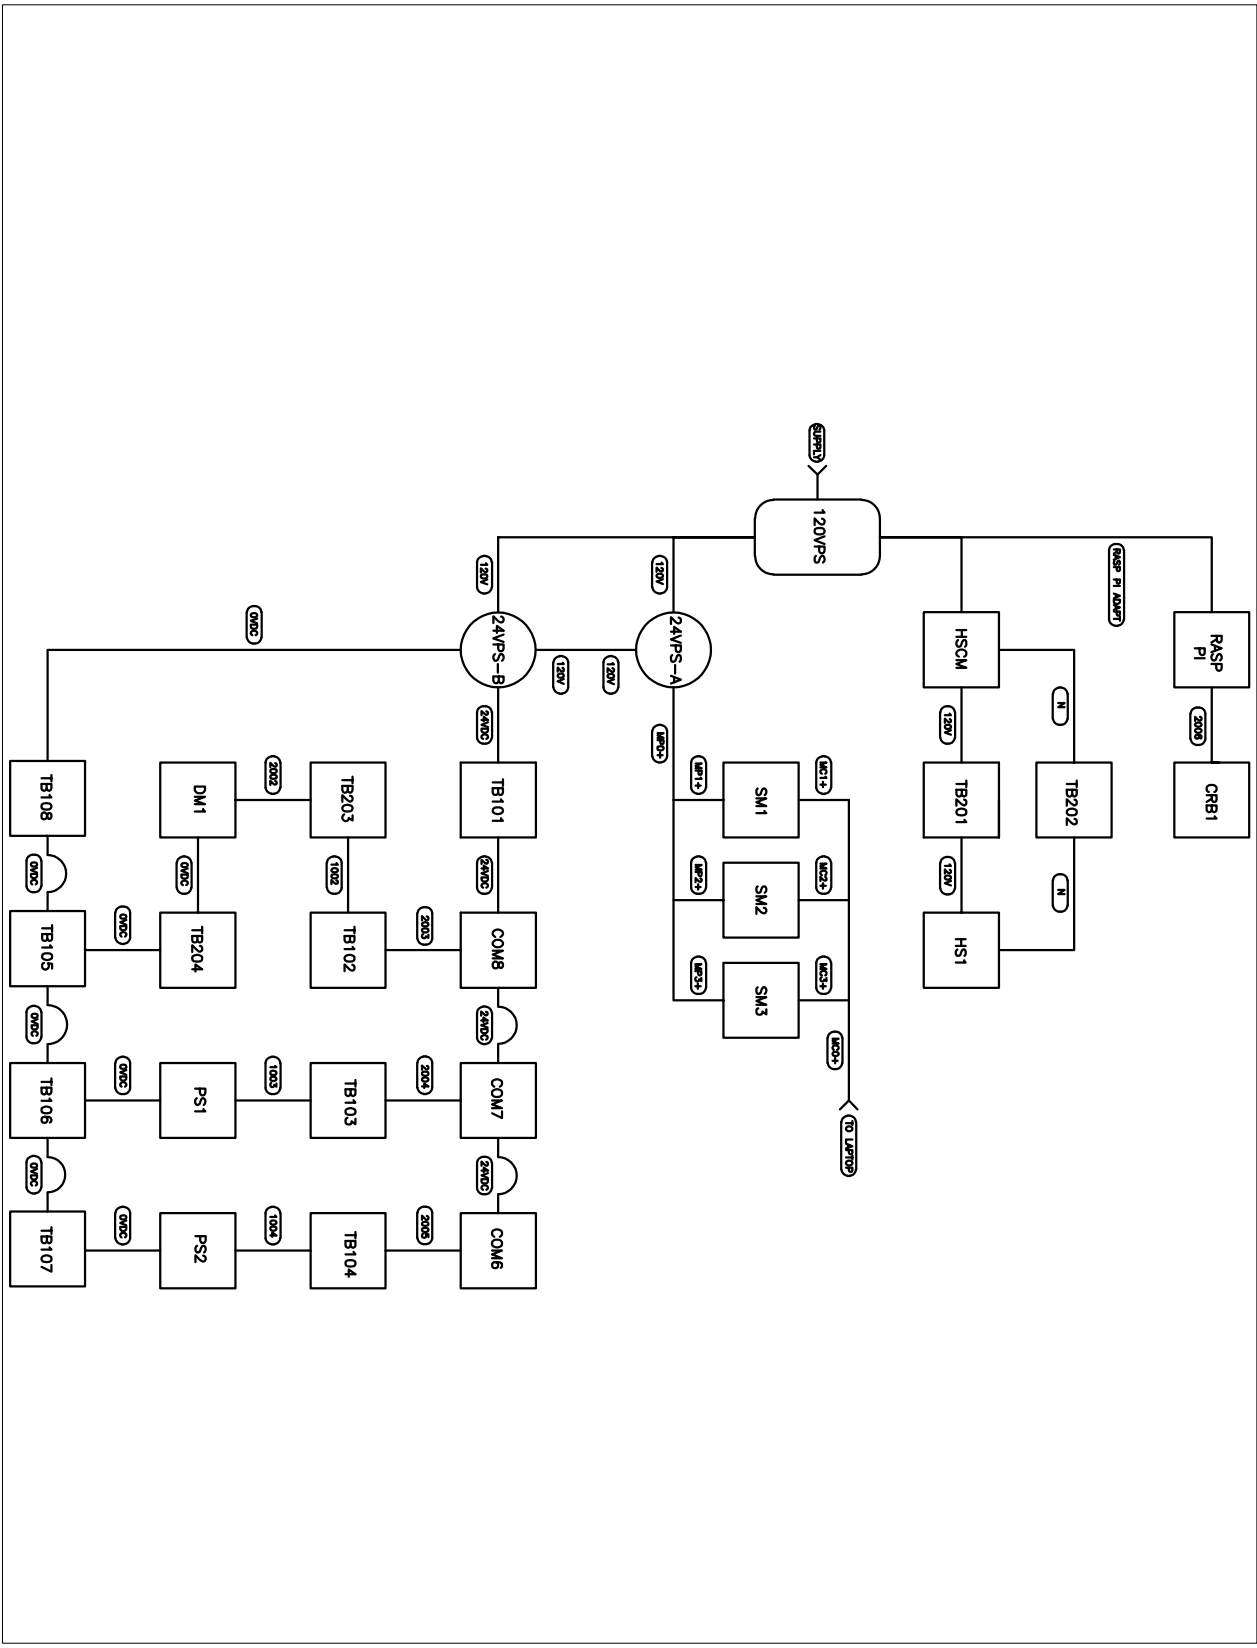 RASP
PI
2006
CRB1
RASP PI ADAPT
N
TB202
N
HSCM
120V
TB201
120V
HS1
TO LAPTOP
MC0+
SUPPLY
120VPS
MC1+
MC2+
MC3+
SM1
SM2
SM3
MP1+
MP2+
MP3+
120V
24VPS-A
MP0+
120V
120V
120V
24VPS-B
24VDC
TB101
24VDC
COM8
24VDC
COM7
24VDC
COM6
2003
2004
2005
TB203
1002
TB102
TB103
TB104
2002
1003
1004
0VDC
DM1
0VDC
TB204
PS1
PS2
0VDC
0VDC
0VDC
TB108
0VDC
TB105
0VDC
TB106
0VDC
TB107